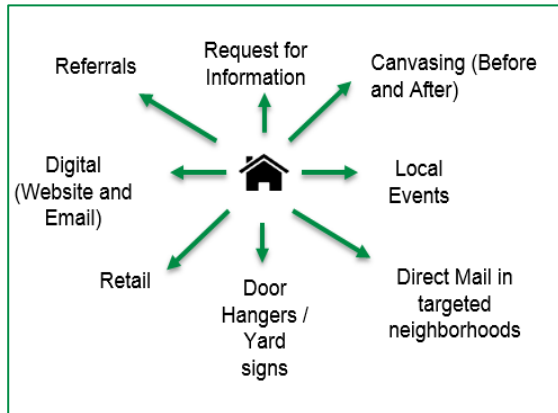 Referrals
Request for
Information
Canvasing (Before
and After)
Digital
(Website and
Email)
Local
Events
Retail
Door
Hangers /
Yard
signs
Direct Mail in
targeted
neighborhoods